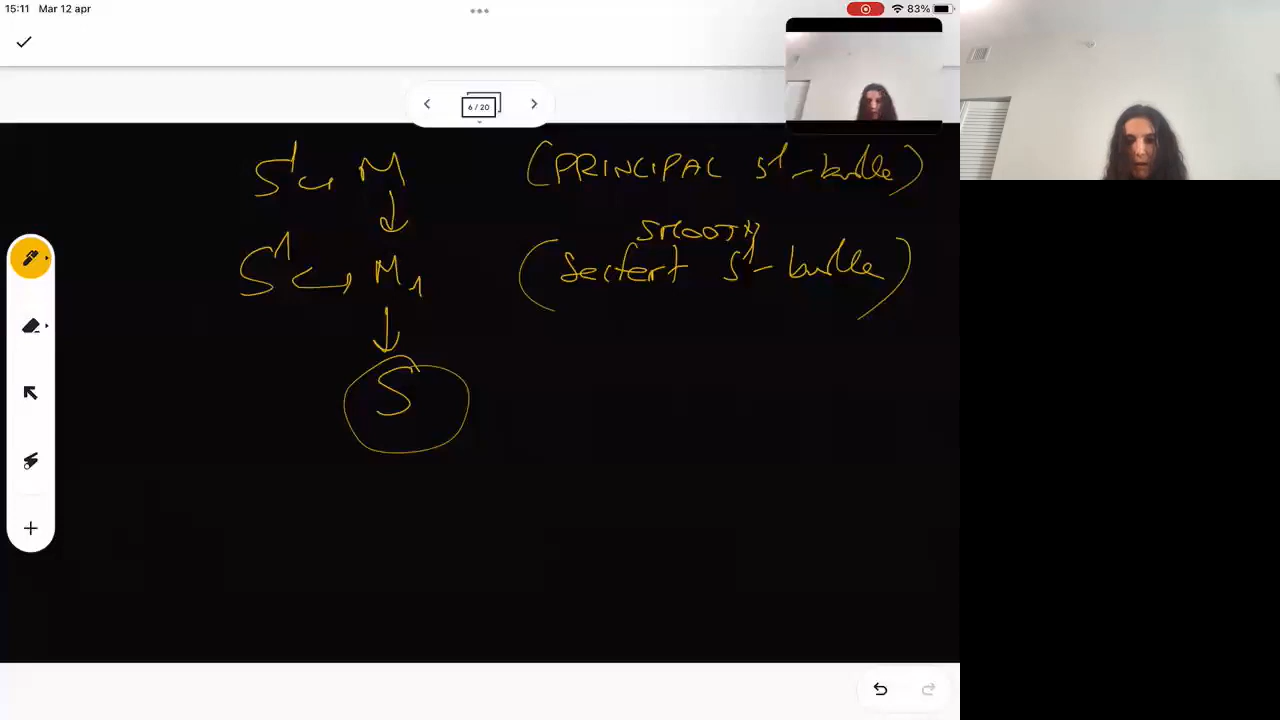 15:11 Mar 12 apr
83%
6 / 20
S¹ ↪ M (PRINCIPAL S¹-bundle)
↓
SMOOTH
S¹ ↪ M₁ (Seifert S¹-bundle)
↓
S